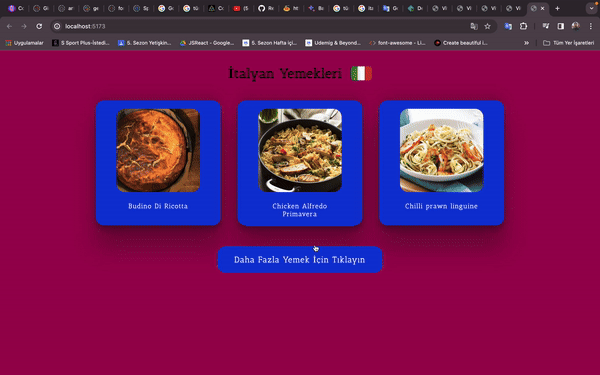 localhost:5173
Uygulamalar
S Sport Plus-İstedi...
5. Sezon Yetişkin...
JSReact - Google...
5. Sezon Hafta içi...
Udemig & Beyond...
font-awesome - Li...
Create beautiful i...
»
Tüm Yer İşaretleri
İtalyan Yemekleri
Budino Di Ricotta
Chicken Alfredo
Primavera
Chilli prawn linguine
Daha Fazla Yemek İçin Tıklayın